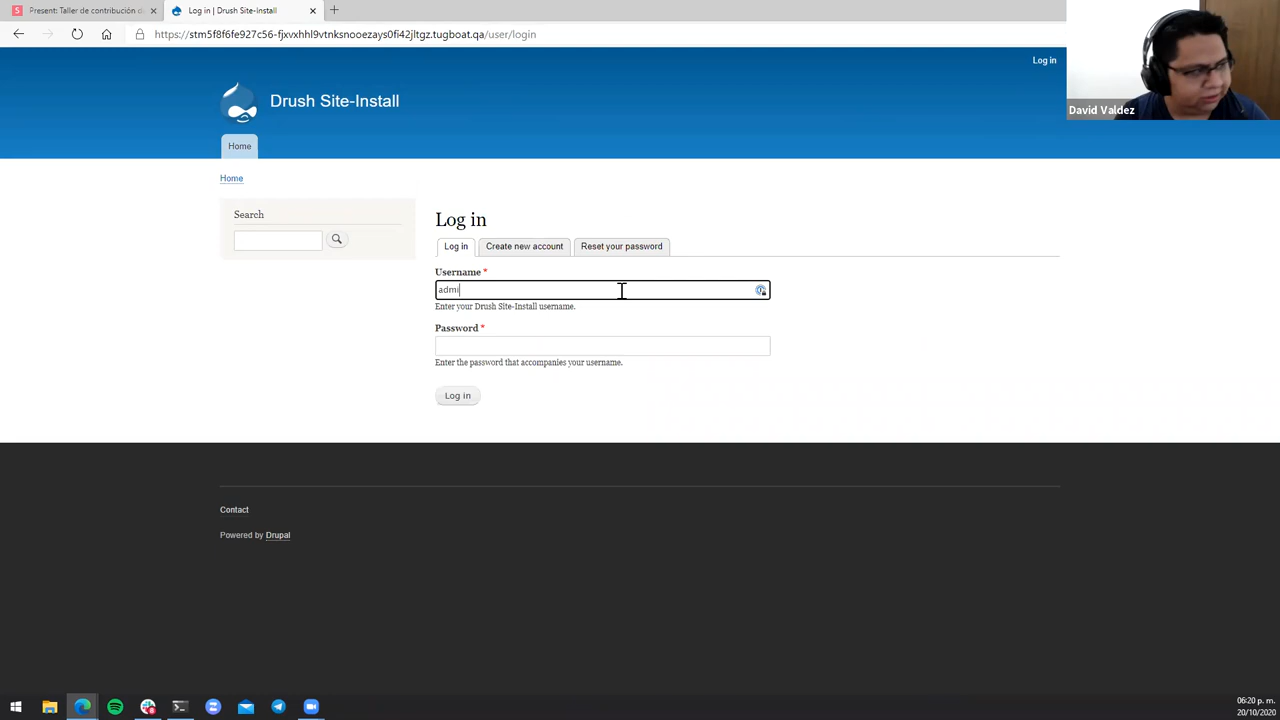 Present: Taller de contribución d
Log in | Drush Site-Install
https://stm5f8f6fe927c56-fjxvxhhl9vtnksnooezays0fi42jltgz.tugboat.qa/user/login
Log in
David Valdez
Drush Site-Install
Home
Home
Search
Log in
Log in
Create new account
Reset your password
Username *
admi
Enter your Drush Site-Install username.
Password *
Enter the password that accompanies your username.
Log in
Contact
Powered by Drupal
06:20 p. m.
20/10/2020